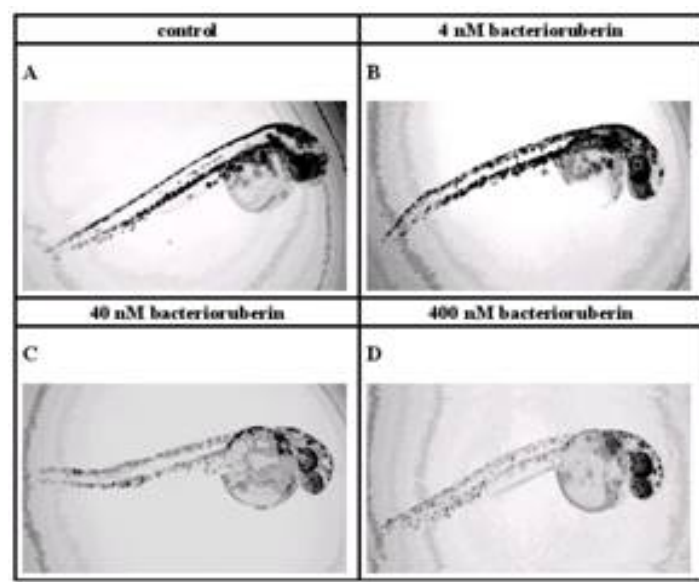 control
4 nM bacterioruberin
A
B
40 nM bacterioruberin
400 nM bacterioruberin
C
D